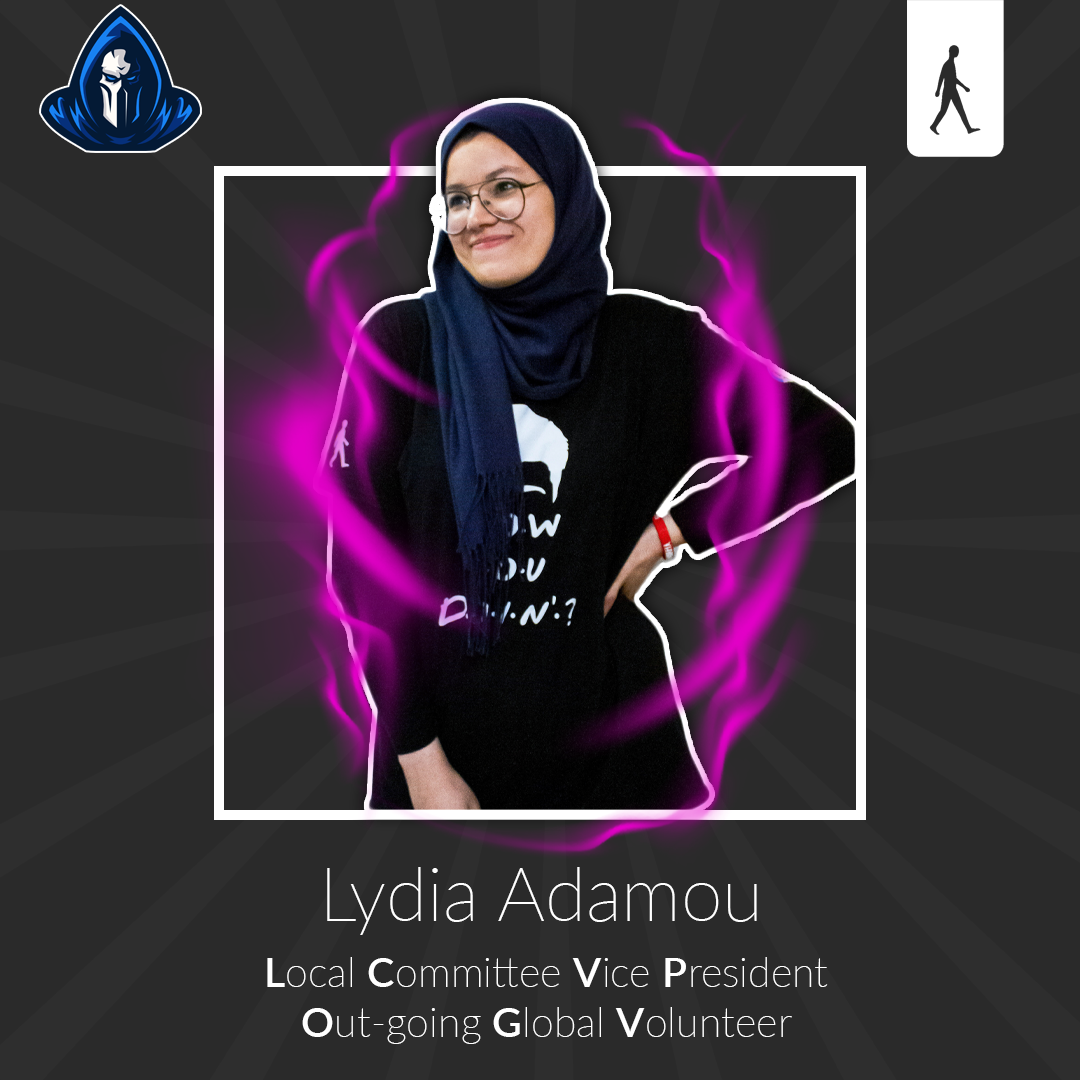 D.  .N'.?
Lydia Adamou
Local Committee Vice President
Out-going Global Volunteer